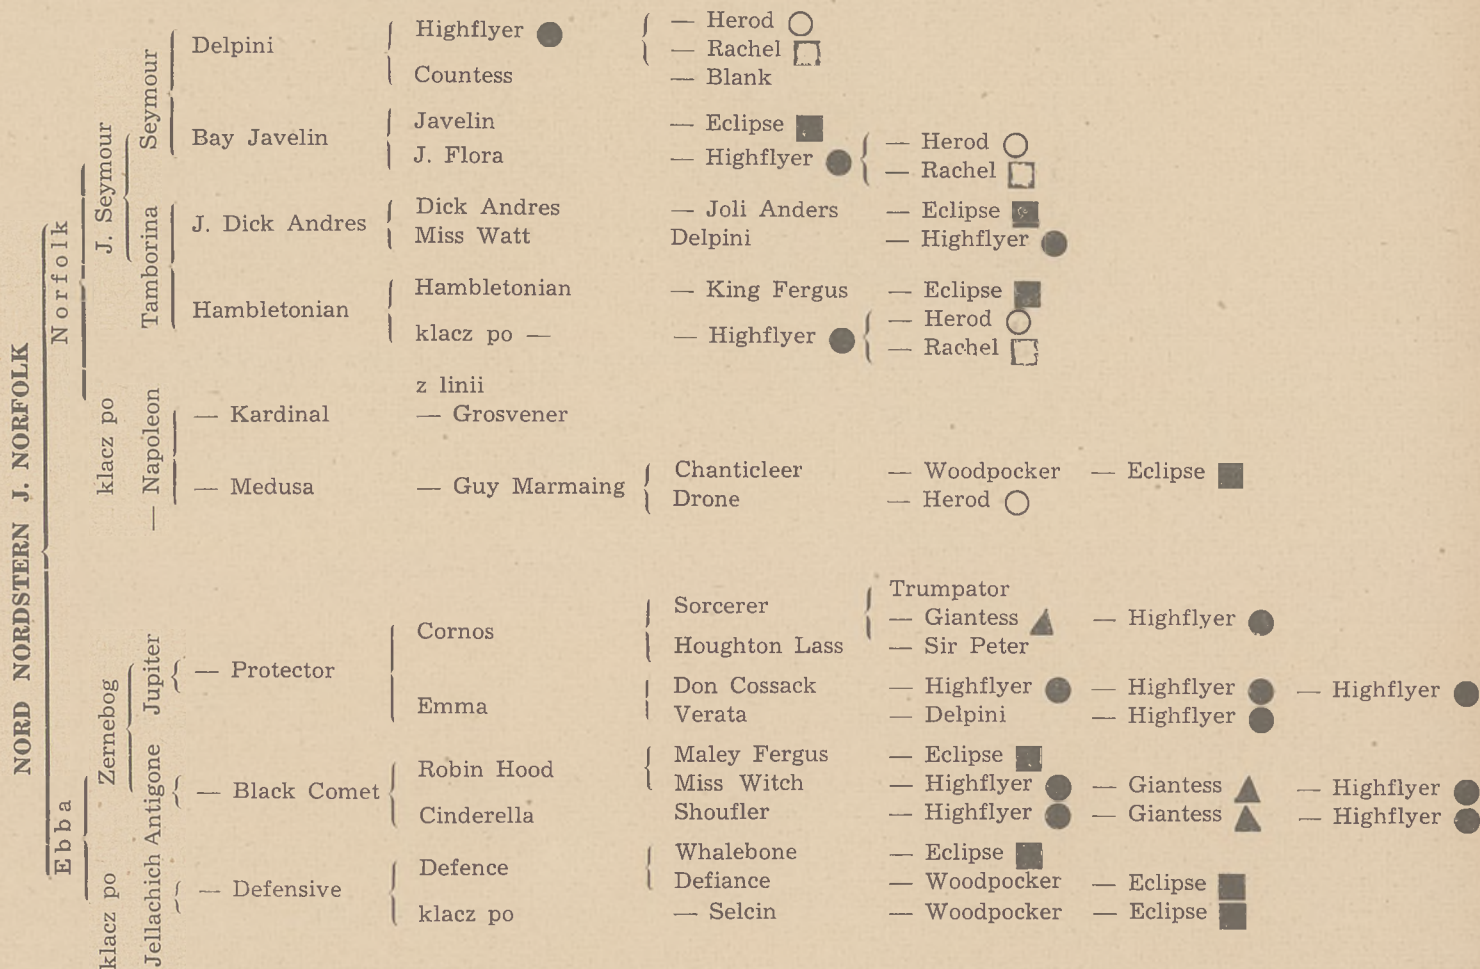 NORD NORDSTERN J. NORFOLK
Norfolk
Ebba
J. Seymour
klacz po
Zernebog
klacz po
Seymour
Tamborina
— Napoleon
Jupiter
Antigone
Jellachich
Delpini Highflyer — Herod
— Rachel
Countess — Blank
Bay Javelin Javelin — Eclipse
J. Flora — Highflyer — Herod
— Rachel
J. Dick Andres Dick Andres — Joli Anders — Eclipse
Miss Watt Delpini — Highflyer
Hambletonian Hambletonian — King Fergus — Eclipse
klacz po — — Highflyer — Herod
— Rachel
z linii
— Kardinal — Grosvener
— Medusa — Guy Marmaing Chanticleer — Woodpocker — Eclipse
Drone — Herod
— Protector Cornos Sorcerer Trumpator
— Giantess — Highflyer
Houghton Lass — Sir Peter
Emma Don Cossack — Highflyer — Highflyer — Highflyer
Verata — Delpini — Highflyer
— Black Comet Robin Hood Maley Fergus — Eclipse
Miss Witch — Highflyer — Giantess — Highflyer
Cinderella Shoufler — Highflyer — Giantess — Highflyer
— Defensive Defence Whalebone — Eclipse
Defiance — Woodpocker — Eclipse
klacz po — Selcin — Woodpocker — Eclipse